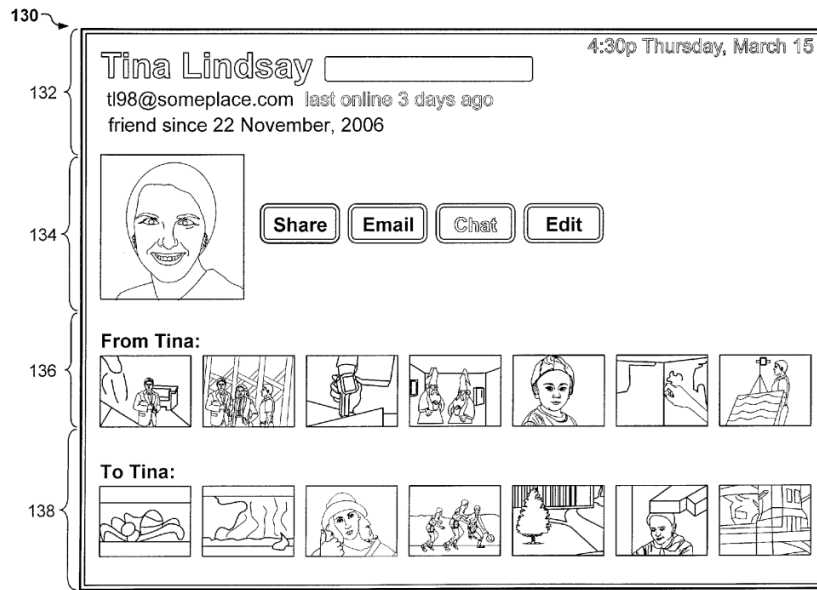 130
4:30p Thursday, March 15
132
Tina Lindsay
tl98@someplace.com last online 3 days ago
friend since 22 November, 2006
134
Share Email Chat Edit
From Tina:
136
To Tina:
138